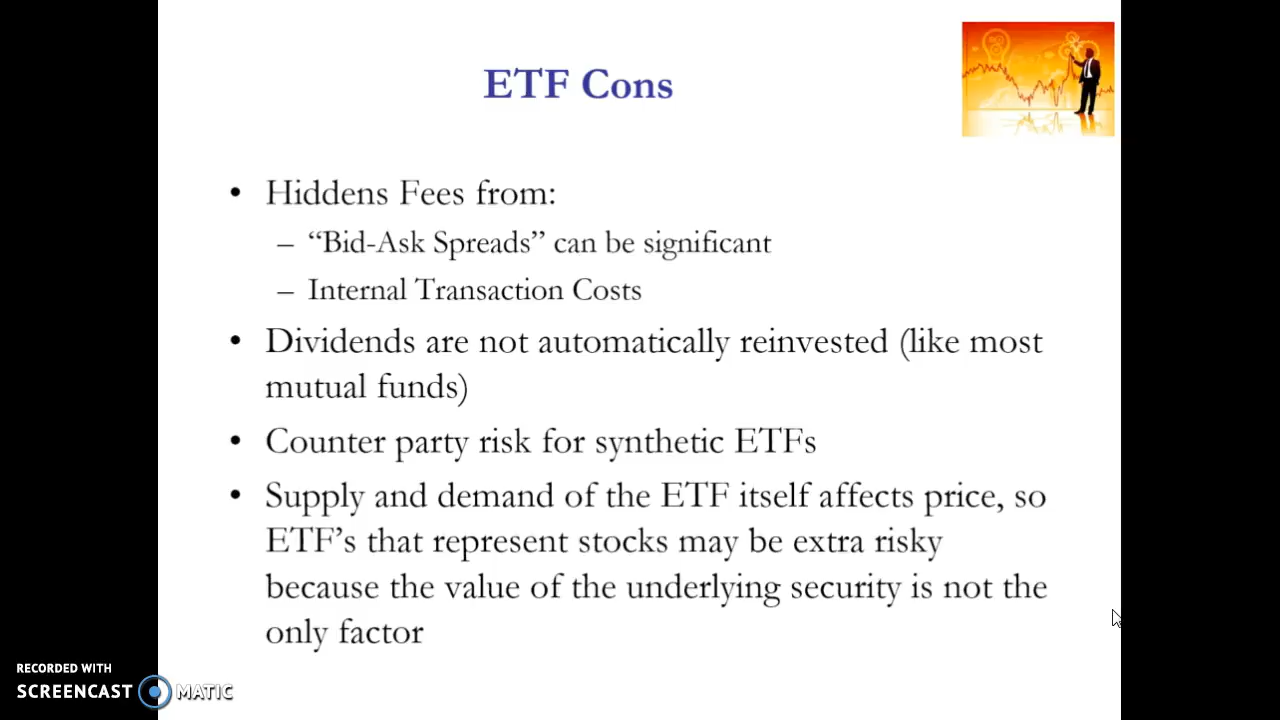 ETF Cons
• Hiddens Fees from:
– “Bid-Ask Spreads” can be significant
– Internal Transaction Costs
• Dividends are not automatically reinvested (like most
mutual funds)
• Counter party risk for synthetic ETFs
• Supply and demand of the ETF itself affects price, so
ETF’s that represent stocks may be extra risky
because the value of the underlying security is not the
only factor
RECORDED WITH
SCREENCAST MATIC